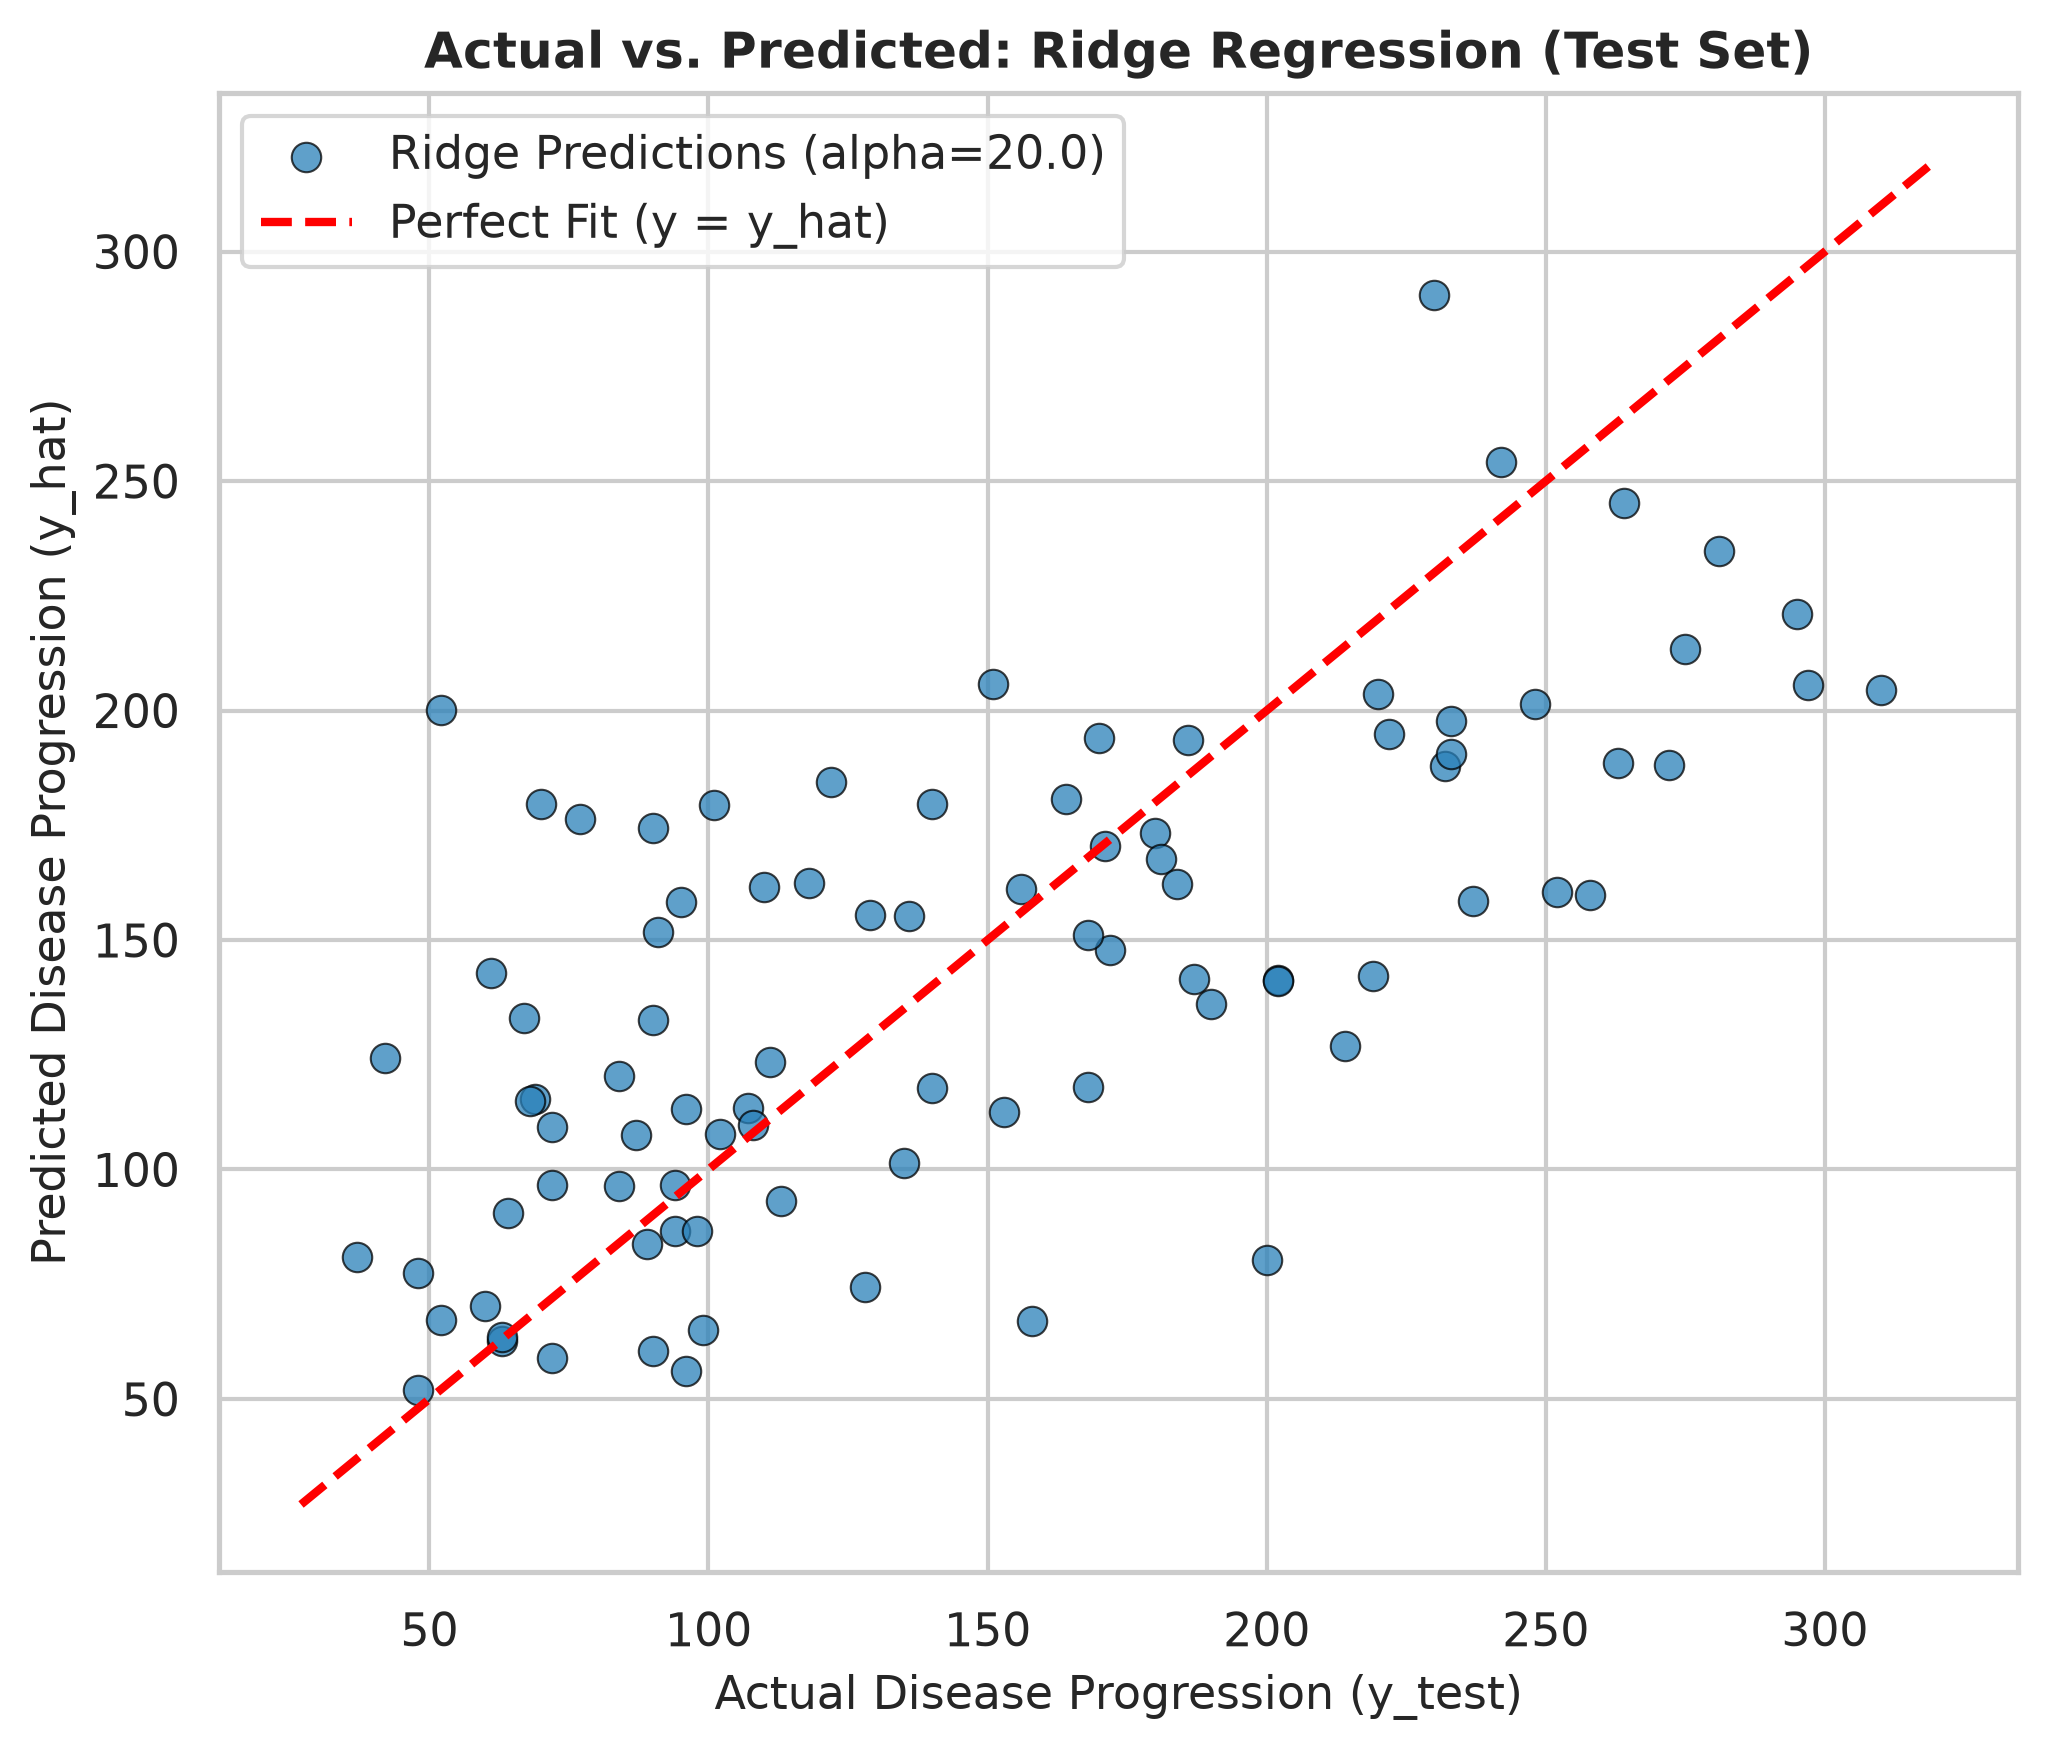 Actual vs. Predicted: Ridge Regression (Test Set)
Ridge Predictions (alpha=20.0)
Perfect Fit (y = y_hat)
Predicted Disease Progression (y_hat)
300
250
200
150
100
50
50 100 150 200 250 300
Actual Disease Progression (y_test)